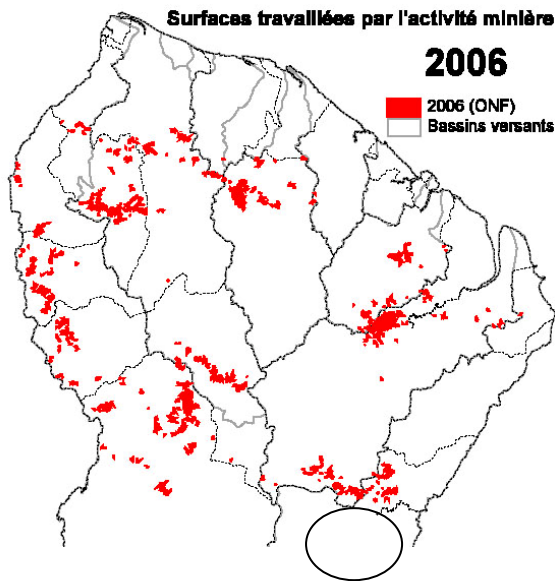 Surfaces travaillées par l'activité minière
2006
2006 (ONF)
Bassins versants